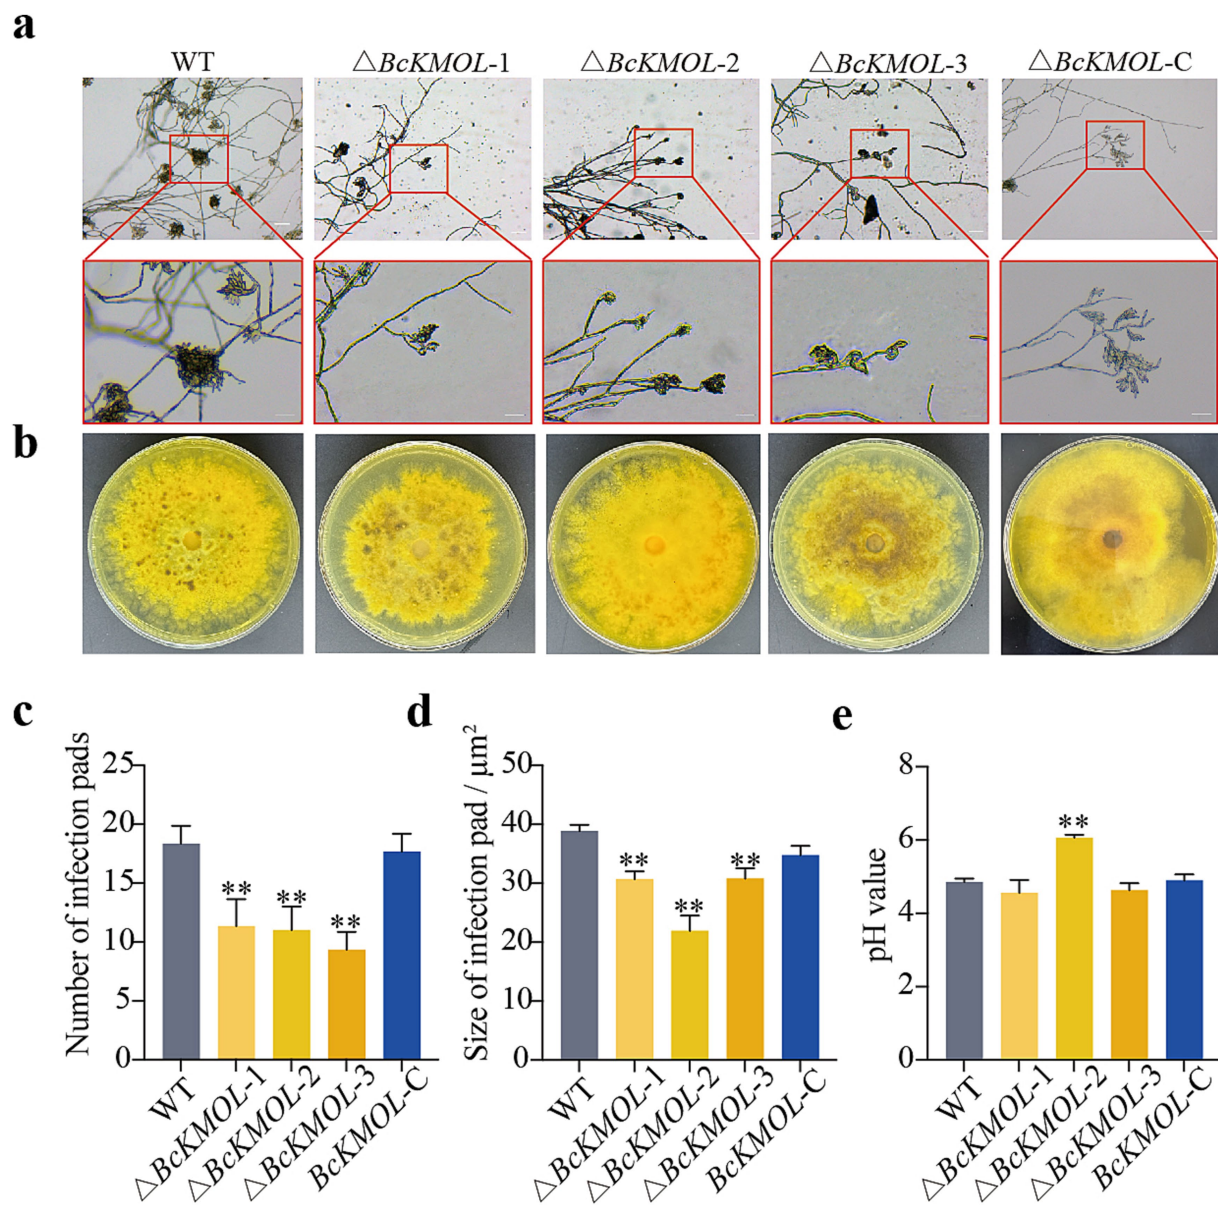 a
WT
△BcKMOL-1
△BcKMOL-2
△BcKMOL-3
△BcKMOL-C
b
c
d
e
Number of infection pads
25
20
15
10
5
0
**
**
**
WT
△BcKMOL-1
△BcKMOL-2
△BcKMOL-3
BcKMOL-C
Size of infection pad / μm²
50
40
30
20
10
0
**
**
**
WT
△BcKMOL-1
△BcKMOL-2
△BcKMOL-3
BcKMOL-C
pH value
8
6
4
2
0
**
WT
△BcKMOL-1
△BcKMOL-2
△BcKMOL-3
BcKMOL-C